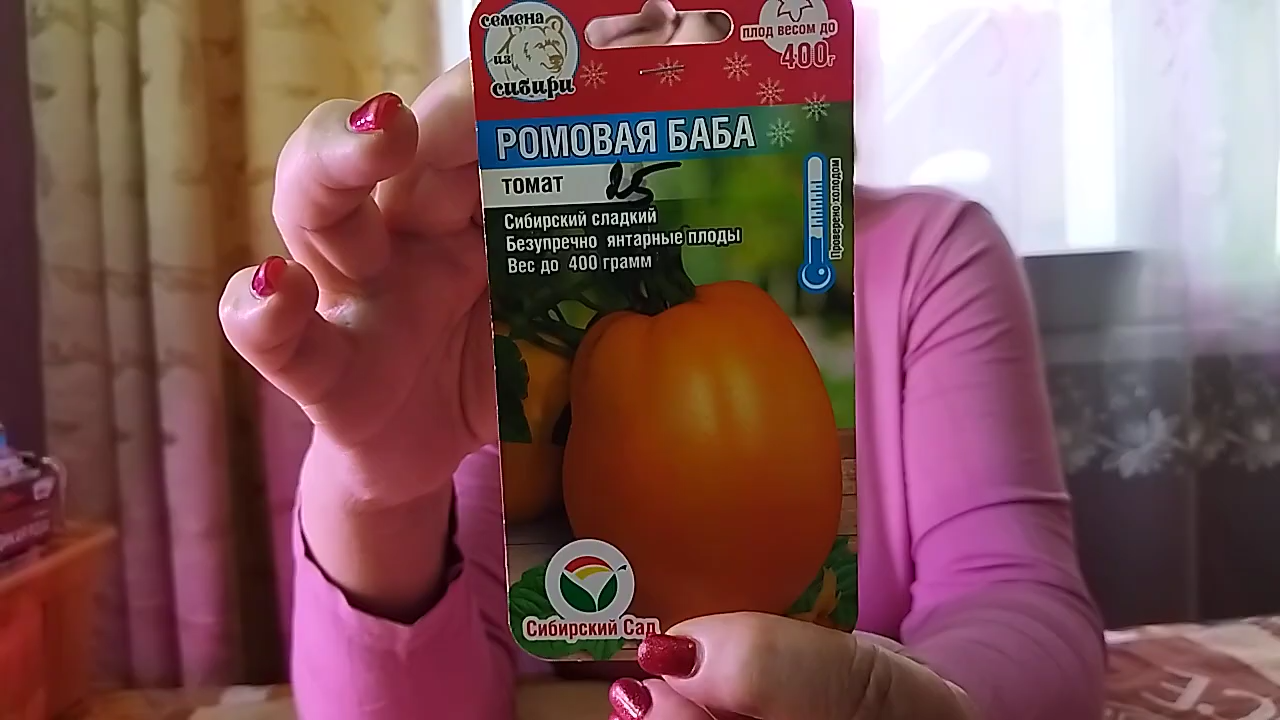 семена
из
сибири
плод весом до
400г
РОМОВАЯ БАБА
томат 25
Сибирский сладкий
Безупречно янтарные плоды
Вес до 400 грамм
Проверено холодом
Сибирский Сад